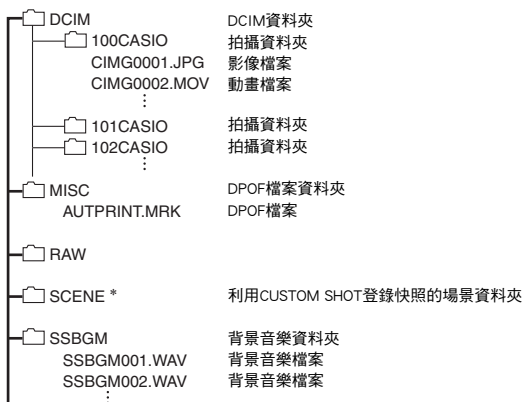 DCIM DCIM資料夾
100CASIO 拍攝資料夾
CIMG0001.JPG 影像檔案
CIMG0002.MOV 動畫檔案
101CASIO 拍攝資料夾
102CASIO 拍攝資料夾
MISC DPOF檔案資料夾
AUTPRINT.MRK DPOF檔案
RAW
SCENE * 利用CUSTOM SHOT登錄快照的場景資料夾
SSBGM 背景音樂資料夾
SSBGM001.WAV 背景音樂檔案
SSBGM002.WAV 背景音樂檔案